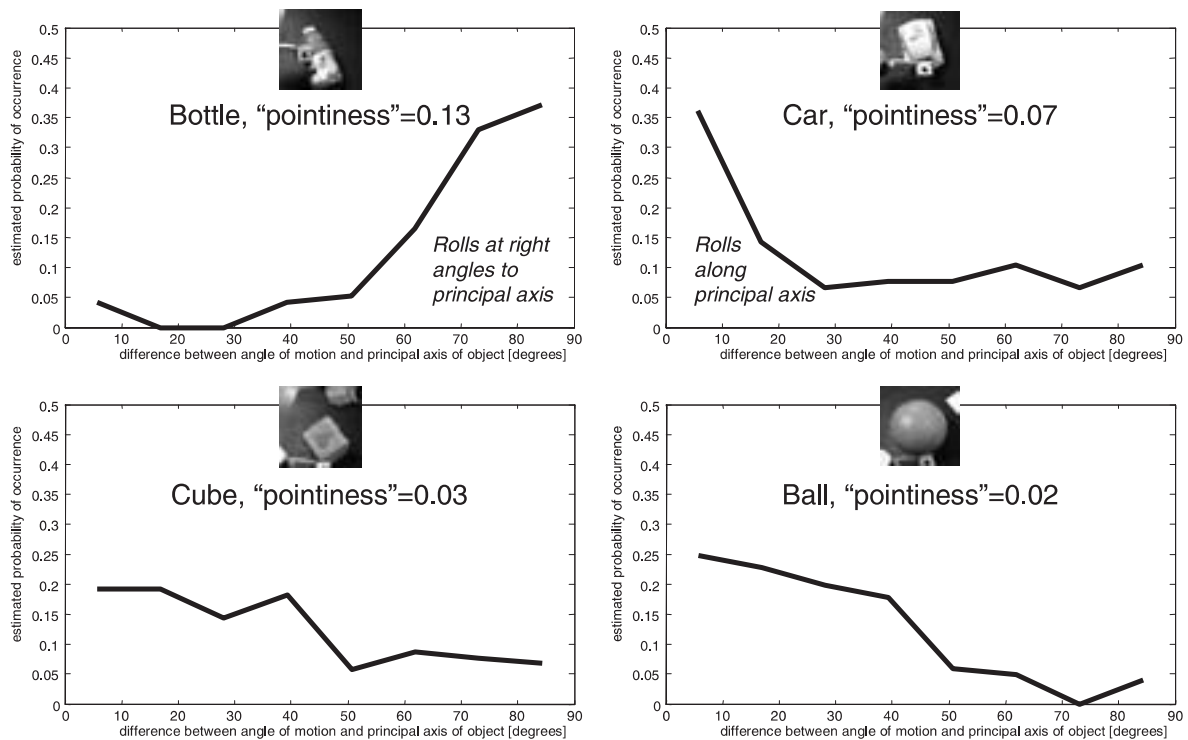 0.5
0.45
0.4
0.35
0.3
0.25
0.2
0.15
0.1
0.05
0
estimated probability of occurrence
Bottle, “pointiness”=0.13
Rolls at right
angles to
principal axis
0 10 20 30 40 50 60 70 80 90
difference between angle of motion and principal axis of object [degrees]
0.5
0.45
0.4
0.35
0.3
0.25
0.2
0.15
0.1
0.05
0
estimated probability of occurrence
Car, “pointiness”=0.07
Rolls
along
principal axis
0 10 20 30 40 50 60 70 80 90
difference between angle of motion and principal axis of object [degrees]
0.5
0.45
0.4
0.35
0.3
0.25
0.2
0.15
0.1
0.05
0
estimated probability of occurrence
Cube, “pointiness”=0.03
0 10 20 30 40 50 60 70 80 90
difference between angle of motion and principal axis of object [degrees]
0.5
0.45
0.4
0.35
0.3
0.25
0.2
0.15
0.1
0.05
0
estimated probability of occurrence
Ball, “pointiness”=0.02
0 10 20 30 40 50 60 70 80 90
difference between angle of motion and principal axis of object [degrees]